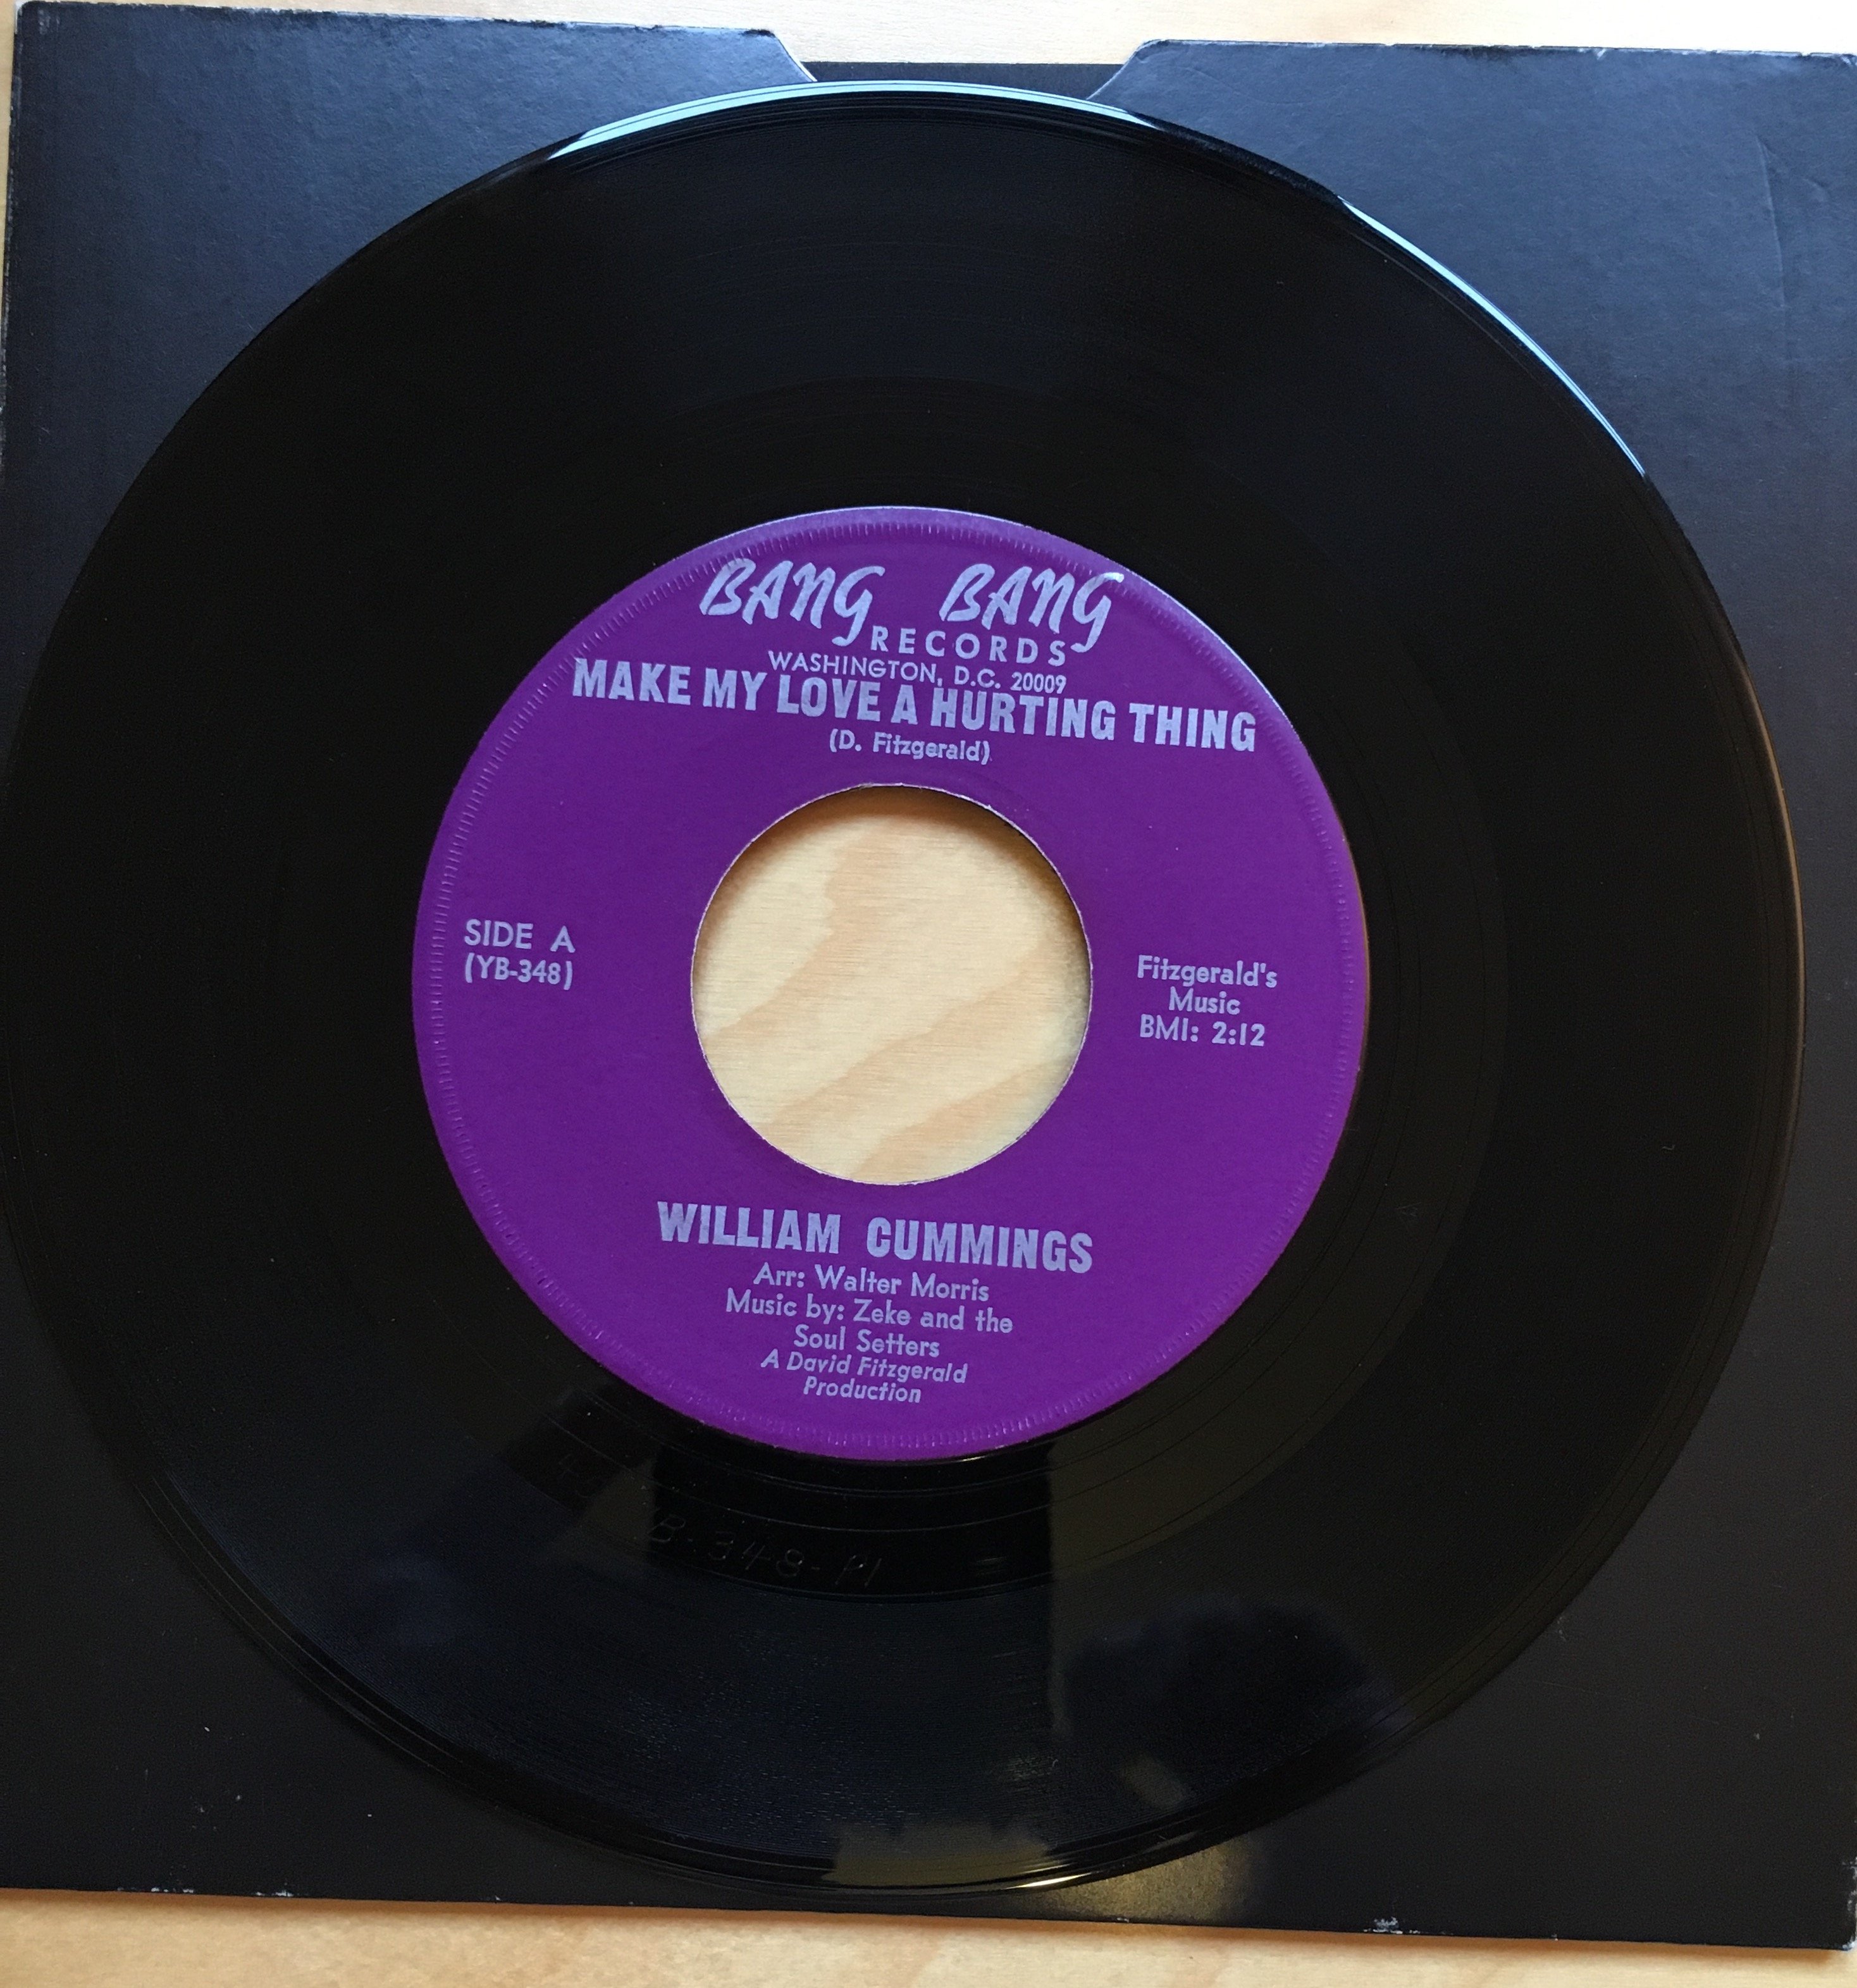 BANG BANG
RECORDS
WASHINGTON, D.C. 20009
MAKE MY LOVE A HURTING THING
(D. Fitzgerald)
SIDE A
(YB-348)
Fitzgerald's
Music
BMI: 2:12
WILLIAM CUMMINGS
Arr: Walter Morris
Music by: Zeke and the
Soul Setters
A David Fitzgerald
Production